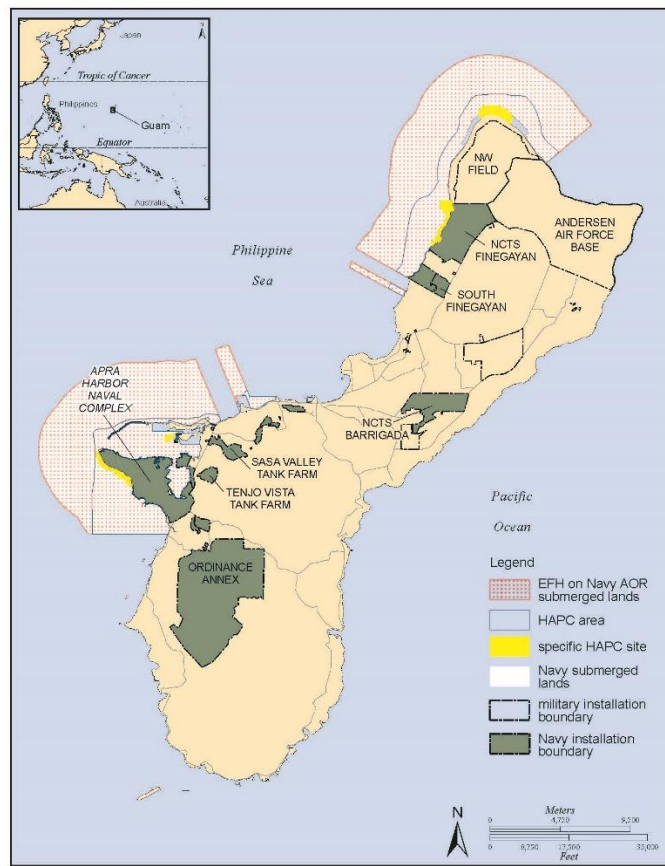 Japan
N
Tropic of Cancer
Philippines
Guam
Equator
Australia
NW
FIELD
ANDERSEN
AIR FORCE
BASE
NCTS
FINEGAYAN
Philippine
Sea
SOUTH
FINEGAYAN
APRA
HARBOR
NAVAL
COMPLEX
NCTS
BARRIGADA
SASA VALLEY
TANK FARM
TENJO VISTA
TANK FARM
Pacific
Ocean
ORDINANCE
ANNEX
Legend
EFH on Navy AOR
submerged lands
HAPC area
specific HAPC site
Navy submerged
lands
military installation
boundary
Navy installation
boundary
N
Meters
0
Feet
0